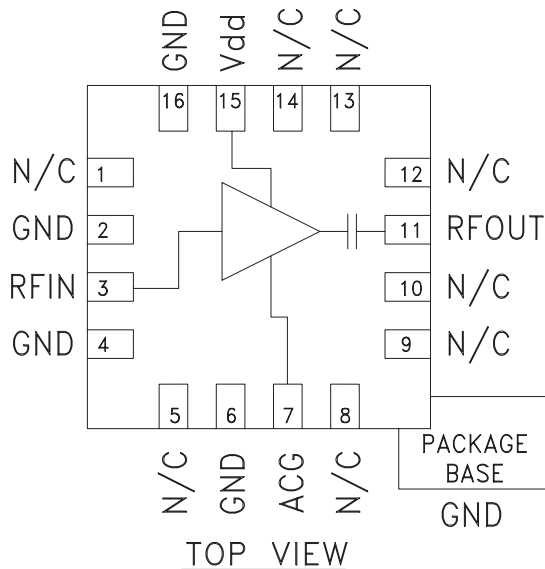 GND
Vdd
N/C
N/C
16
15
14
13
N/C 1
12 N/C
GND 2
11 RFOUT
RFIN 3
10 N/C
GND 4
9 N/C
5
6
7
8
N/C
GND
ACG
N/C
PACKAGE
BASE
GND
TOP VIEW